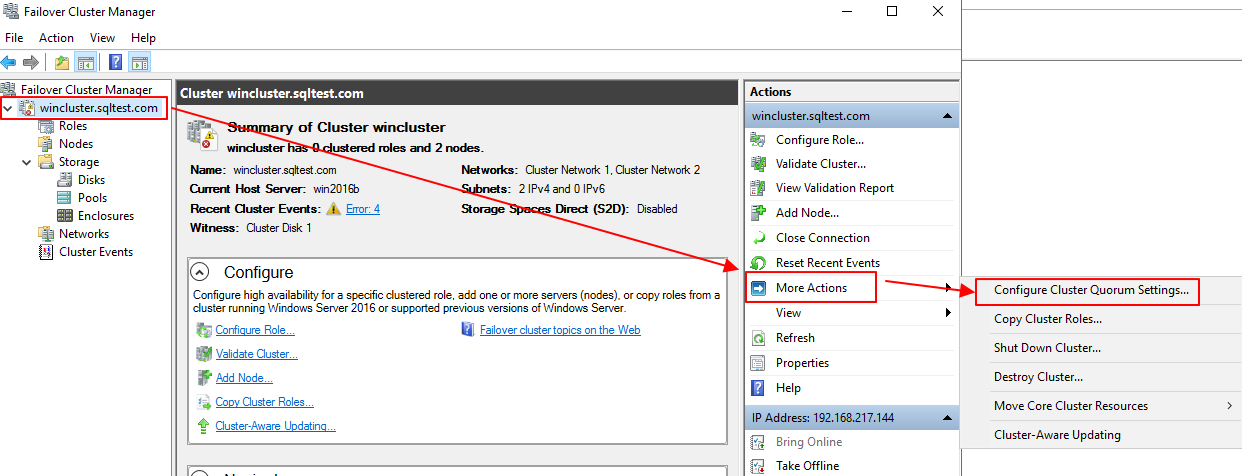 Failover Cluster Manager
File Action View Help
Failover Cluster Manager
wincluster.sqltest.com
Roles
Nodes
Storage
Disks
Pools
Enclosures
Networks
Cluster Events
Cluster wincluster.sqltest.com
Summary of Cluster wincluster
wincluster has 0 clustered roles and 2 nodes.
Name: wincluster.sqltest.com
Networks: Cluster Network 1, Cluster Network 2
Current Host Server: win2016b
Subnets: 2 IPv4 and 0 IPv6
Recent Cluster Events: Error: 4
Storage Spaces Direct (S2D): Disabled
Witness: Cluster Disk 1
Configure
Configure high availability for a specific clustered role, add one or more servers (nodes), or copy roles from a
cluster running Windows Server 2016 or supported previous versions of Windows Server.
Configure Role...
Failover cluster topics on the Web
Validate Cluster...
Add Node...
Copy Cluster Roles...
Cluster-Aware Updating...
Actions
wincluster.sqltest.com
Configure Role...
Validate Cluster...
View Validation Report
Add Node...
Close Connection
Reset Recent Events
More Actions
View
Refresh
Properties
Help
IP Address: 192.168.217.144
Bring Online
Take Offline
Configure Cluster Quorum Settings...
Copy Cluster Roles...
Shut Down Cluster...
Destroy Cluster...
Move Core Cluster Resources
Cluster-Aware Updating